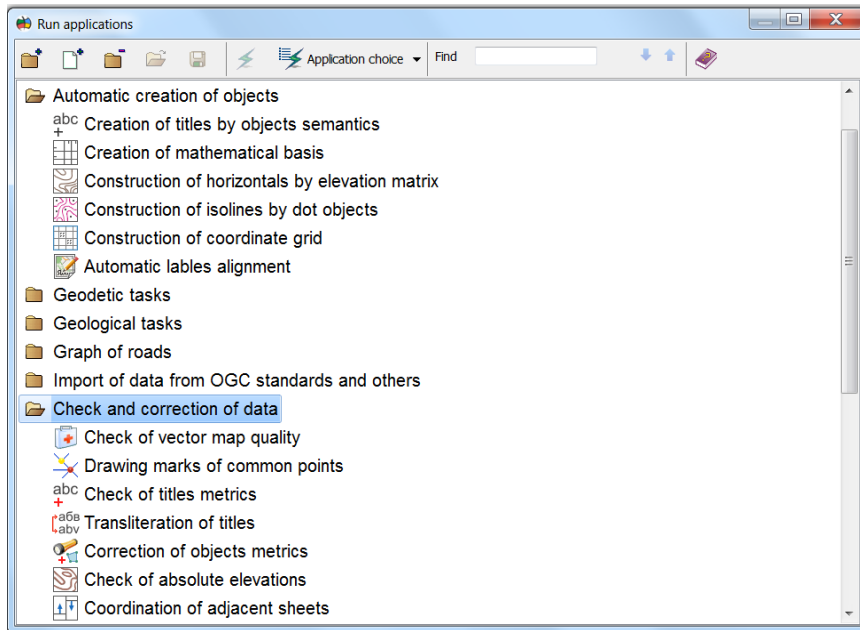 Run applications
Application choice Find
Automatic creation of objects
abc Creation of titles by objects semantics
Creation of mathematical basis
Construction of horizontals by elevation matrix
Construction of isolines by dot objects
Construction of coordinate grid
Automatic lables alignment
Geodetic tasks
Geological tasks
Graph of roads
Import of data from OGC standards and others
Check and correction of data
Check of vector map quality
Drawing marks of common points
abc Check of titles metrics
абв
abv Transliteration of titles
Correction of objects metrics
Check of absolute elevations
Coordination of adjacent sheets